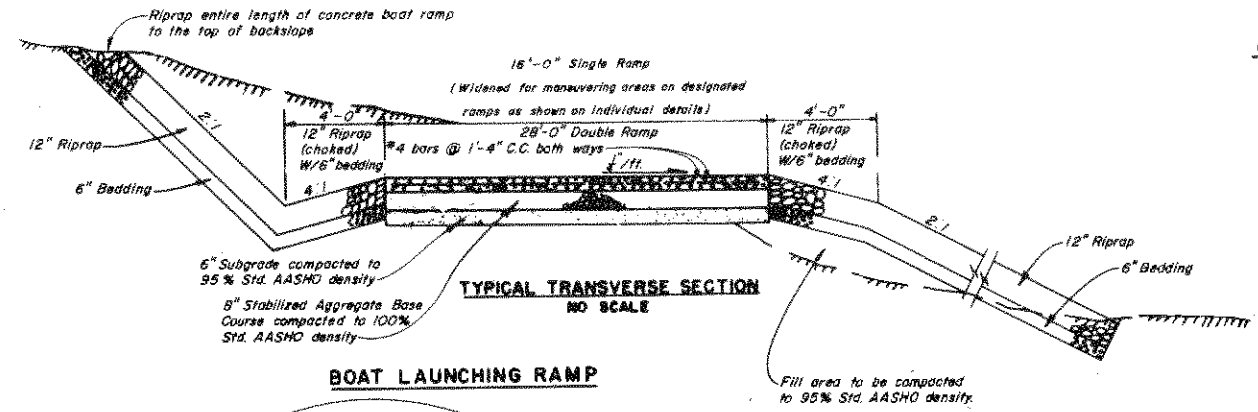 Riprap entire length of concrete boat ramp
to the top of backslope
16'-0" Single Ramp
(Widened for maneuvering areas on designated
ramps as shown on individual details)
4'-0"
4'-0"
28'-0" Double Ramp
12" Riprap
(choked)
W/6" bedding
#4 bars @ 1'-4" C.C. both ways
"/ft.
12" Riprap
(choked)
W/6" bedding
2:1
12" Riprap
6" Bedding
4:1
4:1
2:1
12" Riprap
6" Bedding
6" Subgrade compacted to
95% Std. AASHO density
8" Stabilized Aggregate Base
Course compacted to 100%
Std. AASHO density
TYPICAL TRANSVERSE SECTION
NO SCALE
BOAT LAUNCHING RAMP
Fill area to be compacted
to 95% Std. AASHO density.